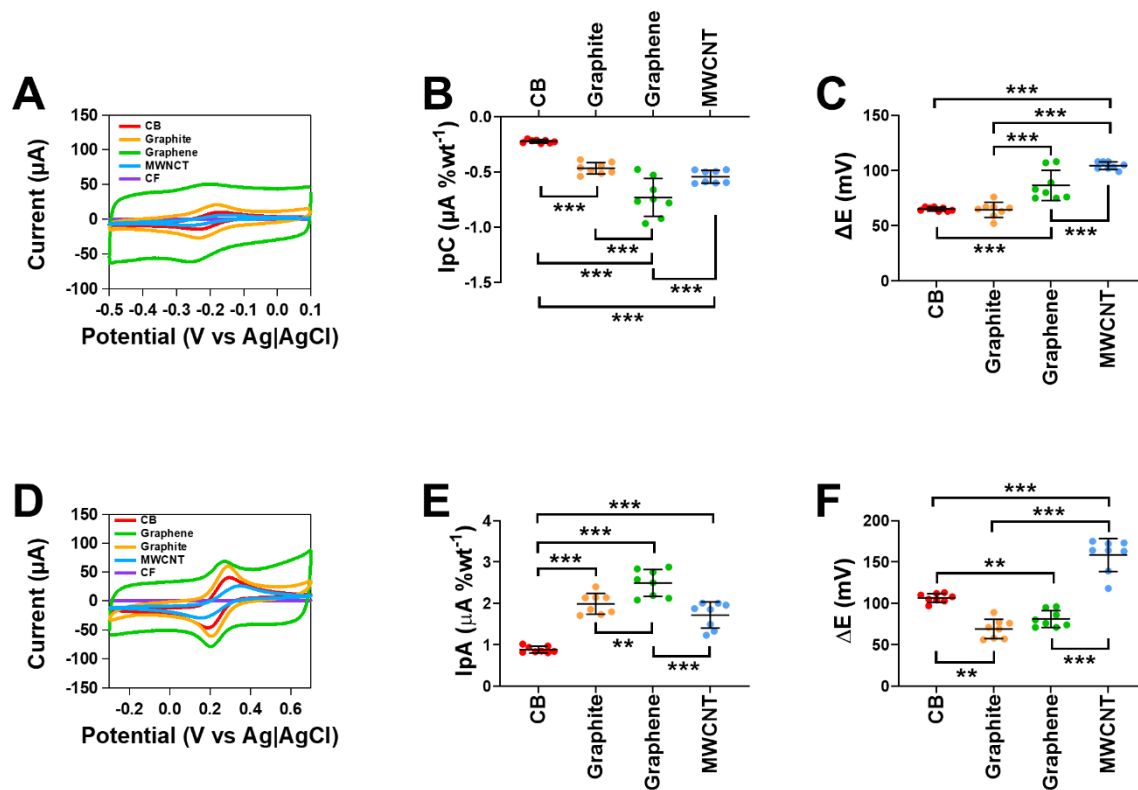 A
150
100
50
0
-50
-100
CB
Graphite
Graphene
MWNCT
CF
-0.5 -0.4 -0.3 -0.2 -0.1 0.0 0.1
Current (µA)
Potential (V vs Ag|AgCl)
B
CB
Graphite
Graphene
MWCNT
0.0
-0.5
-1.0
-1.5
IpC (µA %wt⁻¹)
***
***
***
***
***
C
150
100
50
0
ΔE (mV)
***
***
***
***
***
CB
Graphite
Graphene
MWCNT
D
150
100
50
0
-50
-100
-150
CB
Graphene
Graphite
MWCNT
CF
-0.2 0.0 0.2 0.4 0.6
Current (µA)
Potential (V vs Ag|AgCl)
E
4
3
2
1
0
IpA (µA %wt⁻¹)
***
***
***
**
***
CB
Graphite
Graphene
MWCNT
F
200
150
100
50
0
ΔE (mV)
***
***
**
**
***
CB
Graphite
Graphene
MWCNT